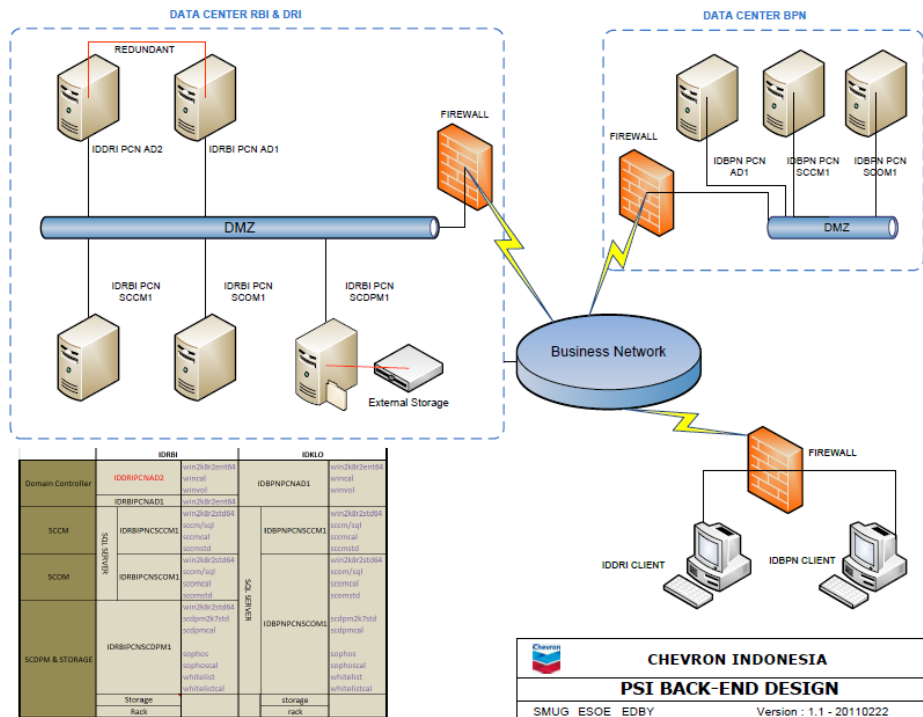 DATA CENTER RBI & DRI
DATA CENTER BPN
REDUNDANT
IDDRI PCN AD2
IDRBI PCN AD1
FIREWALL
DMZ
IDRBI PCN
SCCM1
IDRBI PCN
SCOM1
IDRBI PCN
SCDPM1
External Storage
FIREWALL
IDBPN PCN
AD1
IDBPN PCN
SCCM1
IDBPN PCN
SCOM1
DMZ
Business Network
FIREWALL
IDDRI CLIENT
IDBPN CLIENT
IDRBI
IDKLO
Domain Controller
IDDRIPCNAD2
win2k8r2ent64
wincal
winvol
IDBPNPCNAD1
win2k8r2ent64
wincal
winvol
IDRBIPCNAD1
win2k8r2ent64
SCCM
SQL SERVER
IDRBIPNCSCCM1
win2k8r2std64
sccm/sql
sccmcal
sccmstd
IDBPNPCNSCCM1
win2k8r2std64
sccm/sql
sccmcal
sccmstd
SCOM
IDRBIPCNSCOM1
win2k8r2std64
scom/sql
scomcal
scomstd
SQL SERVER
IDBPNPCNSCOM1
win2k8r2std64
scom/sql
scomcal
scomstd
SCDPM & STORAGE
IDRBIPCNSCDPM1
win2k8r2std64
scdpm2k7std
scdpmcal
sophos
sophoscal
whitelist
whitelistcal
scdpm2k7std
scdpmcal
sophos
sophoscal
whitelist
whitelistcal
Storage
storage
Rack
rack
Chevron
CHEVRON INDONESIA
PSI BACK-END DESIGN
SMUG ESOE EDBY
Version : 1.1 - 20110222